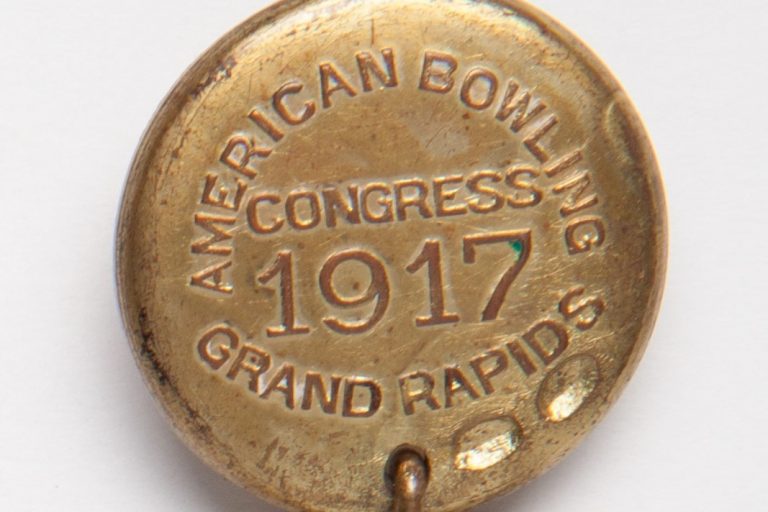 AMERICAN BOWLING
CONGRESS
1917
GRAND RAPIDS